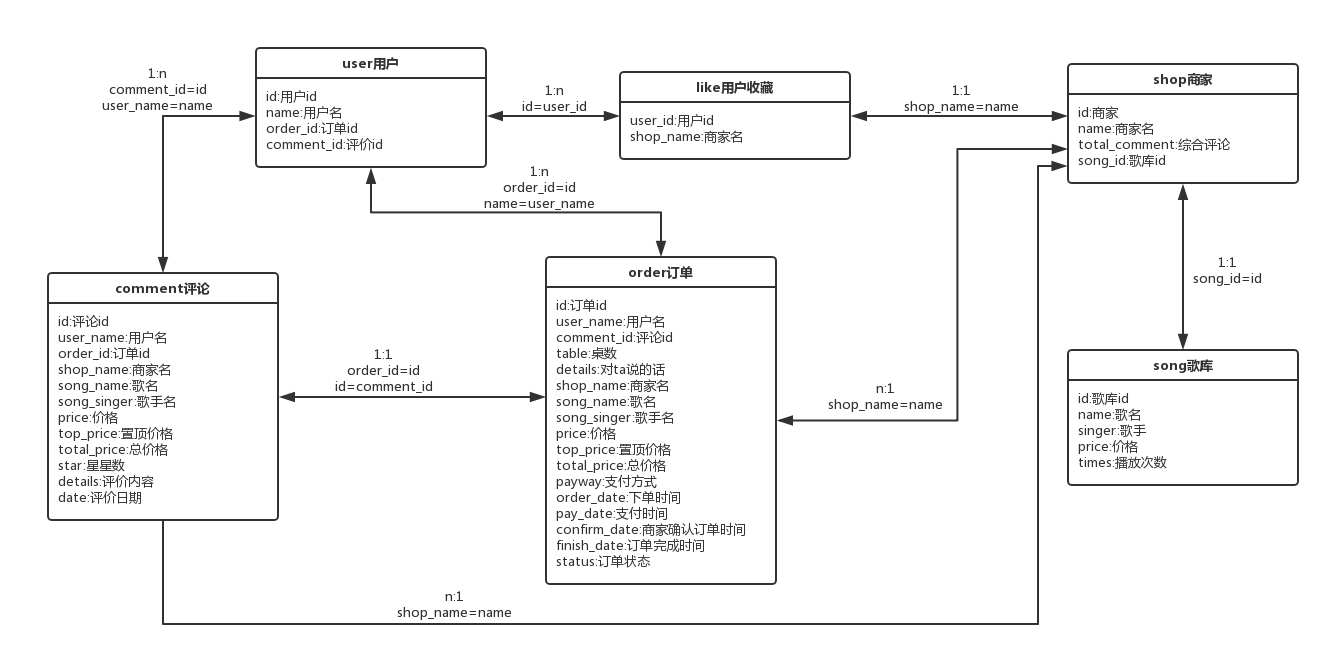 1:n
comment_id=id
user_name=name
user用户
id:用户id
name:用户名
order_id:订单id
comment_id:评价id
1:n
id=user_id
like用户收藏
user_id:用户id
shop_name:商家名
1:1
shop_name=name
shop商家
id:商家
name:商家名
total_comment:综合评论
song_id:歌库id
1:n
order_id=id
name=user_name
1:1
song_id=id
comment评论
id:评论id
user_name:用户名
order_id:订单id
shop_name:商家名
song_name:歌名
song_singer:歌手名
price:价格
top_price:置顶价格
total_price:总价格
star:星星数
details:评价内容
date:评价日期
1:1
order_id=id
id=comment_id
order订单
id:订单id
user_name:用户名
comment_id:评论id
table:桌数
details:对ta说的话
shop_name:商家名
song_name:歌名
song_singer:歌手名
price:价格
top_price:置顶价格
total_price:总价格
payway:支付方式
order_date:下单时间
pay_date:支付时间
confirm_date:商家确认订单时间
finish_date:订单完成时间
status:订单状态
n:1
shop_name=name
song歌库
id:歌库id
name:歌名
singer:歌手
price:价格
times:播放次数
n:1
shop_name=name